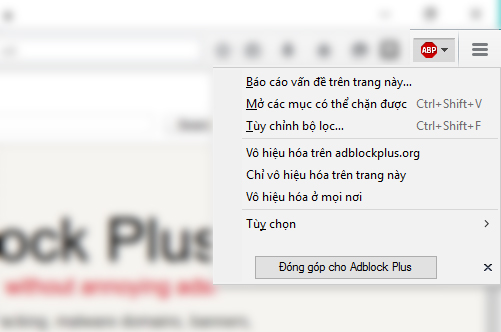 ABP
Báo cáo vấn đề trên trang này...
Mở các mục có thể chặn được Ctrl+Shift+V
Tùy chỉnh bộ lọc... Ctrl+Shift+F
Vô hiệu hóa trên adblockplus.org
Chỉ vô hiệu hóa trên trang này
Vô hiệu hóa ở mọi nơi
Tùy chọn
Đóng góp cho Adblock Plus
ock Plus
without annoying ads
acking, malware domains, banners,